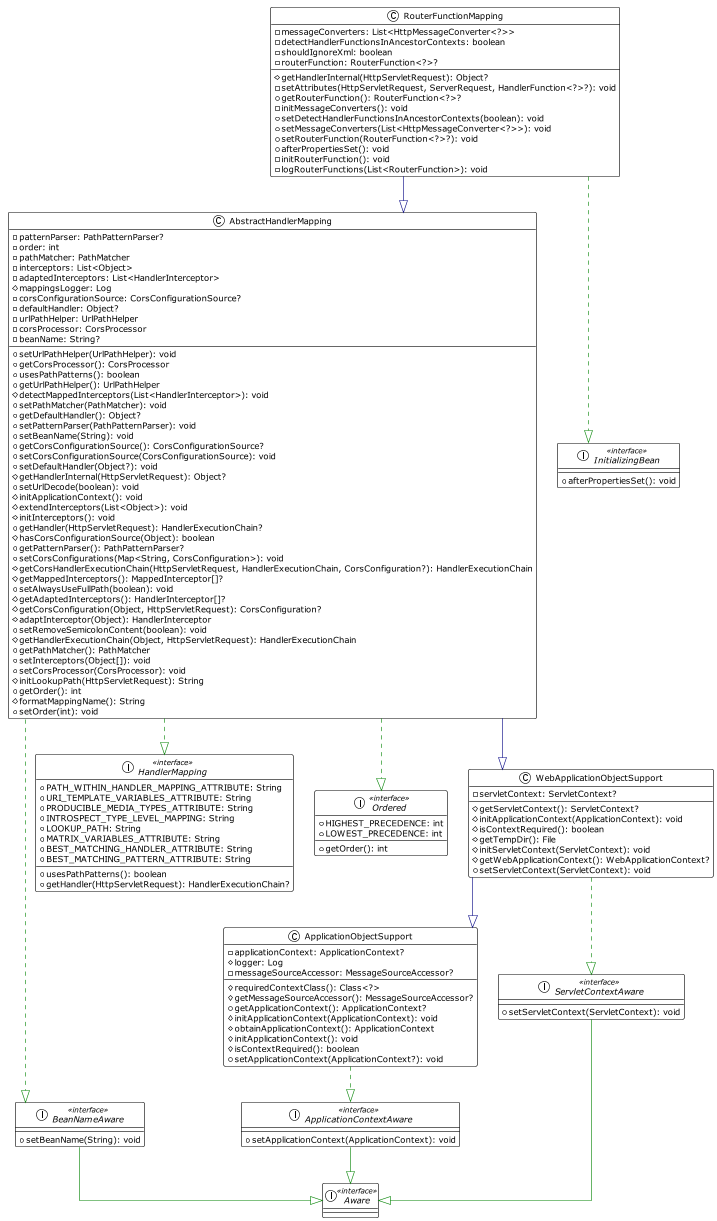 C RouterFunctionMapping
messageConverters: List<HttpMessageConverter<?>>
detectHandlerFunctionsInAncestorContexts: boolean
shouldIgnoreXml: boolean
routerFunction: RouterFunction<?>?
getHandlerInternal(HttpServletRequest): Object?
setAttributes(HttpServletRequest, ServerRequest, HandlerFunction<?>?): void
getRouterFunction(): RouterFunction<?>?
initMessageConverters(): void
setDetectHandlerFunctionsInAncestorContexts(boolean): void
setMessageConverters(List<HttpMessageConverter<?>>): void
setRouterFunction(RouterFunction<?>?): void
afterPropertiesSet(): void
initRouterFunction(): void
logRouterFunctions(List<RouterFunction>): void
C AbstractHandlerMapping
patternParser: PathPatternParser?
order: int
pathMatcher: PathMatcher
interceptors: List<Object>
adaptedInterceptors: List<HandlerInterceptor>
mappingsLogger: Log
corsConfigurationSource: CorsConfigurationSource?
defaultHandler: Object?
urlPathHelper: UrlPathHelper
corsProcessor: CorsProcessor
beanName: String?
setUrlPathHelper(UrlPathHelper): void
getCorsProcessor(): CorsProcessor
usesPathPatterns(): boolean
getUrlPathHelper(): UrlPathHelper
detectMappedInterceptors(List<HandlerInterceptor>): void
setPathMatcher(PathMatcher): void
getDefaultHandler(): Object?
setPatternParser(PathPatternParser): void
setBeanName(String): void
getCorsConfigurationSource(): CorsConfigurationSource?
setCorsConfigurationSource(CorsConfigurationSource): void
setDefaultHandler(Object?): void
getHandlerInternal(HttpServletRequest): Object?
setUrlDecode(boolean): void
initApplicationContext(): void
extendInterceptors(List<Object>): void
initInterceptors(): void
getHandler(HttpServletRequest): HandlerExecutionChain?
hasCorsConfigurationSource(Object): boolean
getPatternParser(): PathPatternParser?
setCorsConfigurations(Map<String, CorsConfiguration>): void
getCorsHandlerExecutionChain(HttpServletRequest, HandlerExecutionChain, CorsConfiguration?): HandlerExecutionChain
getMappedInterceptors(): MappedInterceptor[]?
setAlwaysUseFullPath(boolean): void
getAdaptedInterceptors(): HandlerInterceptor[]?
getCorsConfiguration(Object, HttpServletRequest): CorsConfiguration?
adaptInterceptor(Object): HandlerInterceptor
setRemoveSemicolonContent(boolean): void
getHandlerExecutionChain(Object, HttpServletRequest): HandlerExecutionChain
getPathMatcher(): PathMatcher
setInterceptors(Object[]): void
setCorsProcessor(CorsProcessor): void
initLookupPath(HttpServletRequest): String
getOrder(): int
formatMappingName(): String
setOrder(int): void
I «interface»
InitializingBean
afterPropertiesSet(): void
I «interface»
HandlerMapping
PATH_WITHIN_HANDLER_MAPPING_ATTRIBUTE: String
URI_TEMPLATE_VARIABLES_ATTRIBUTE: String
PRODUCIBLE_MEDIA_TYPES_ATTRIBUTE: String
INTROSPECT_TYPE_LEVEL_MAPPING: String
LOOKUP_PATH: String
MATRIX_VARIABLES_ATTRIBUTE: String
BEST_MATCHING_HANDLER_ATTRIBUTE: String
BEST_MATCHING_PATTERN_ATTRIBUTE: String
usesPathPatterns(): boolean
getHandler(HttpServletRequest): HandlerExecutionChain?
I «interface»
Ordered
HIGHEST_PRECEDENCE: int
LOWEST_PRECEDENCE: int
getOrder(): int
C WebApplicationObjectSupport
servletContext: ServletContext?
getServletContext(): ServletContext?
initApplicationContext(ApplicationContext): void
isContextRequired(): boolean
getTempDir(): File
initServletContext(ServletContext): void
getWebApplicationContext(): WebApplicationContext?
setServletContext(ServletContext): void
C ApplicationObjectSupport
applicationContext: ApplicationContext?
logger: Log
messageSourceAccessor: MessageSourceAccessor?
requiredContextClass(): Class<?>
getMessageSourceAccessor(): MessageSourceAccessor?
getApplicationContext(): ApplicationContext?
initApplicationContext(ApplicationContext): void
obtainApplicationContext(): ApplicationContext
initApplicationContext(): void
isContextRequired(): boolean
setApplicationContext(ApplicationContext?): void
I «interface»
ServletContextAware
setServletContext(ServletContext): void
I «interface»
BeanNameAware
setBeanName(String): void
I «interface»
ApplicationContextAware
setApplicationContext(ApplicationContext): void
I «interface»
Aware